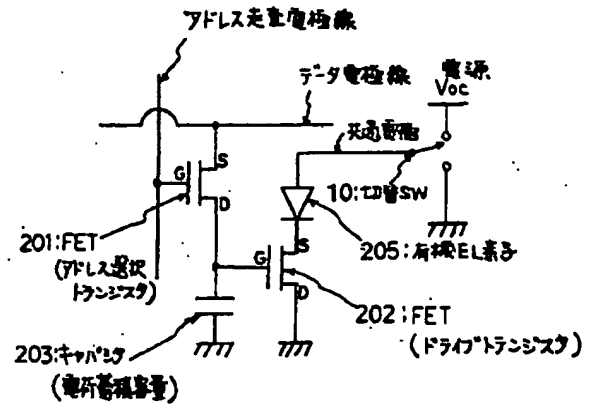 アドレス走査電極線
データ電極線
電源
Voc
共通電極
S
G
D
10:切替SW
201:FET
(アドレス選択
トランジスタ)
205:有機EL素子
G
S
D
202:FET
(ドライブトランジスタ)
203:キャパシタ
(電荷蓄積容量)